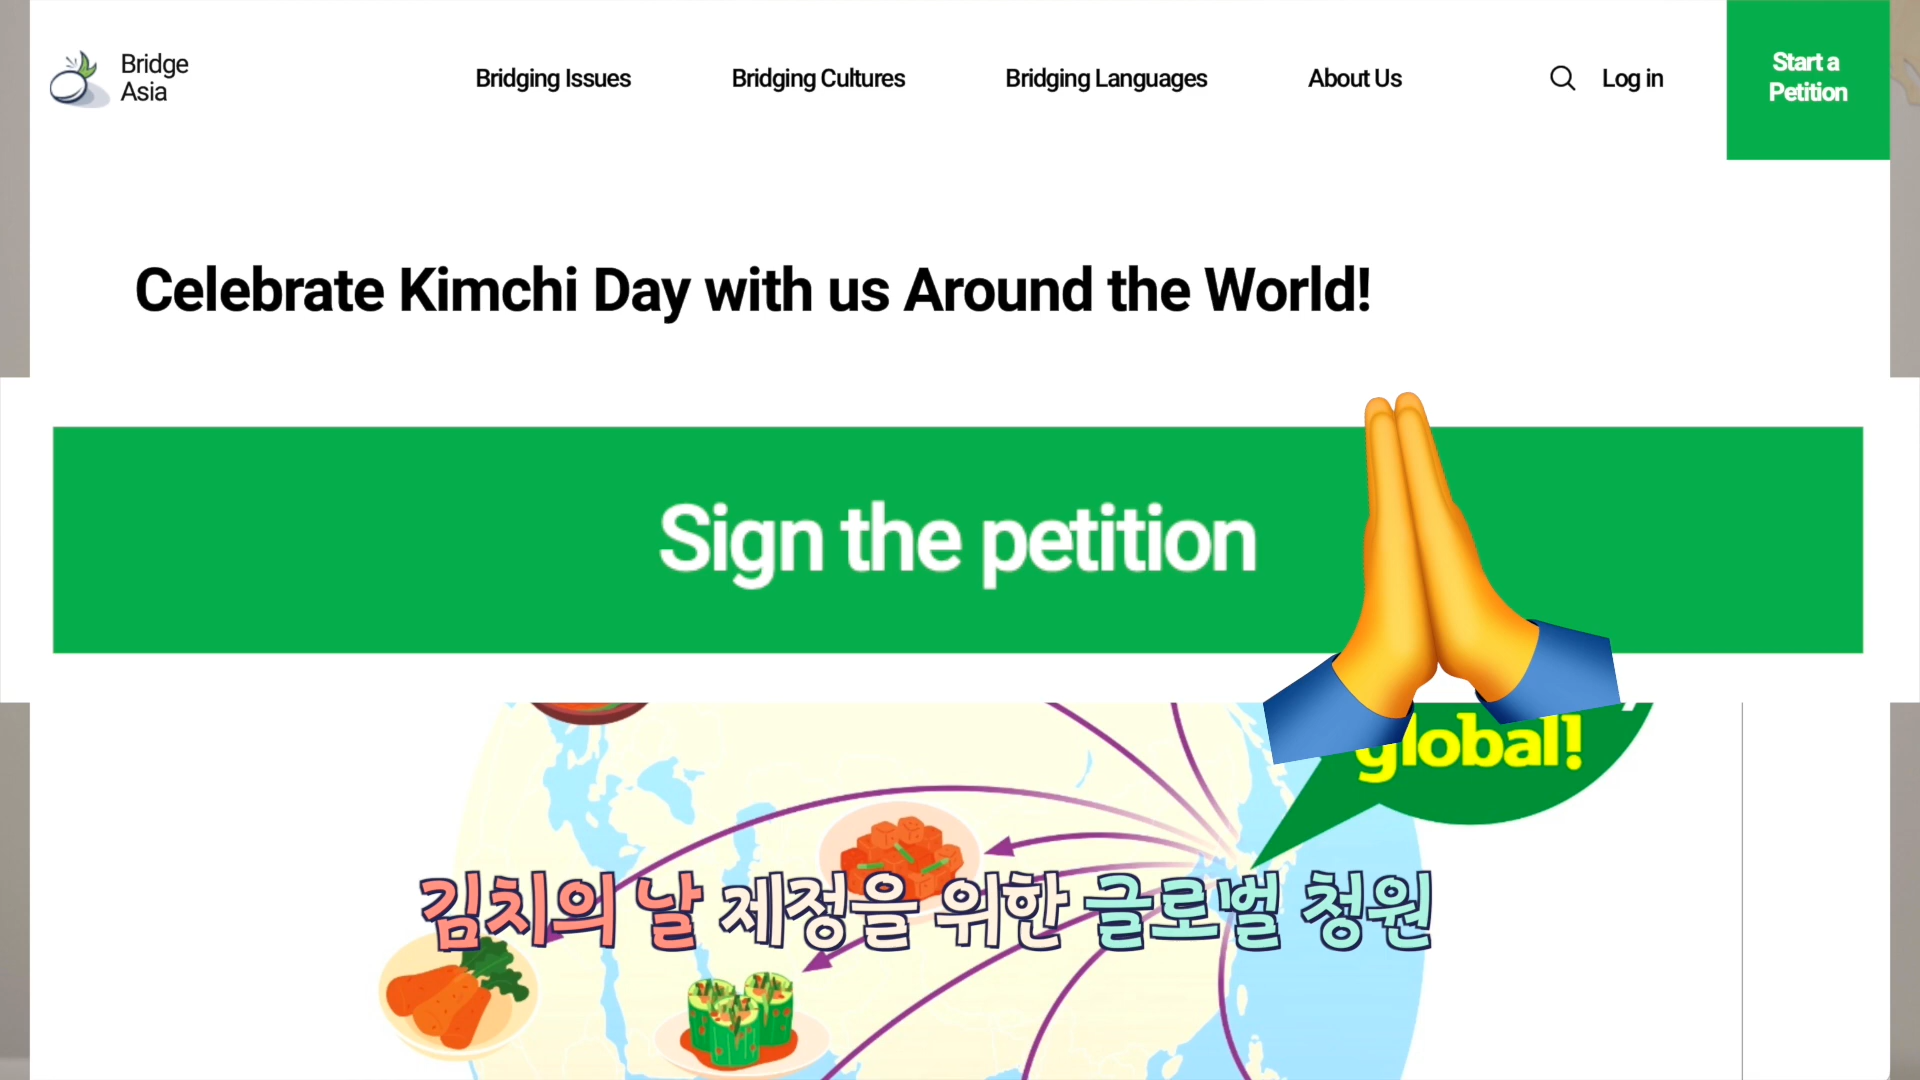 Bridge
Asia
Bridging Issues
Bridging Cultures
Bridging Languages
About Us
Log in
Start a
Petition
Celebrate Kimchi Day with us Around the World!
Sign the petition
global!
김치의 날 제정을 위한 글로벌 청원